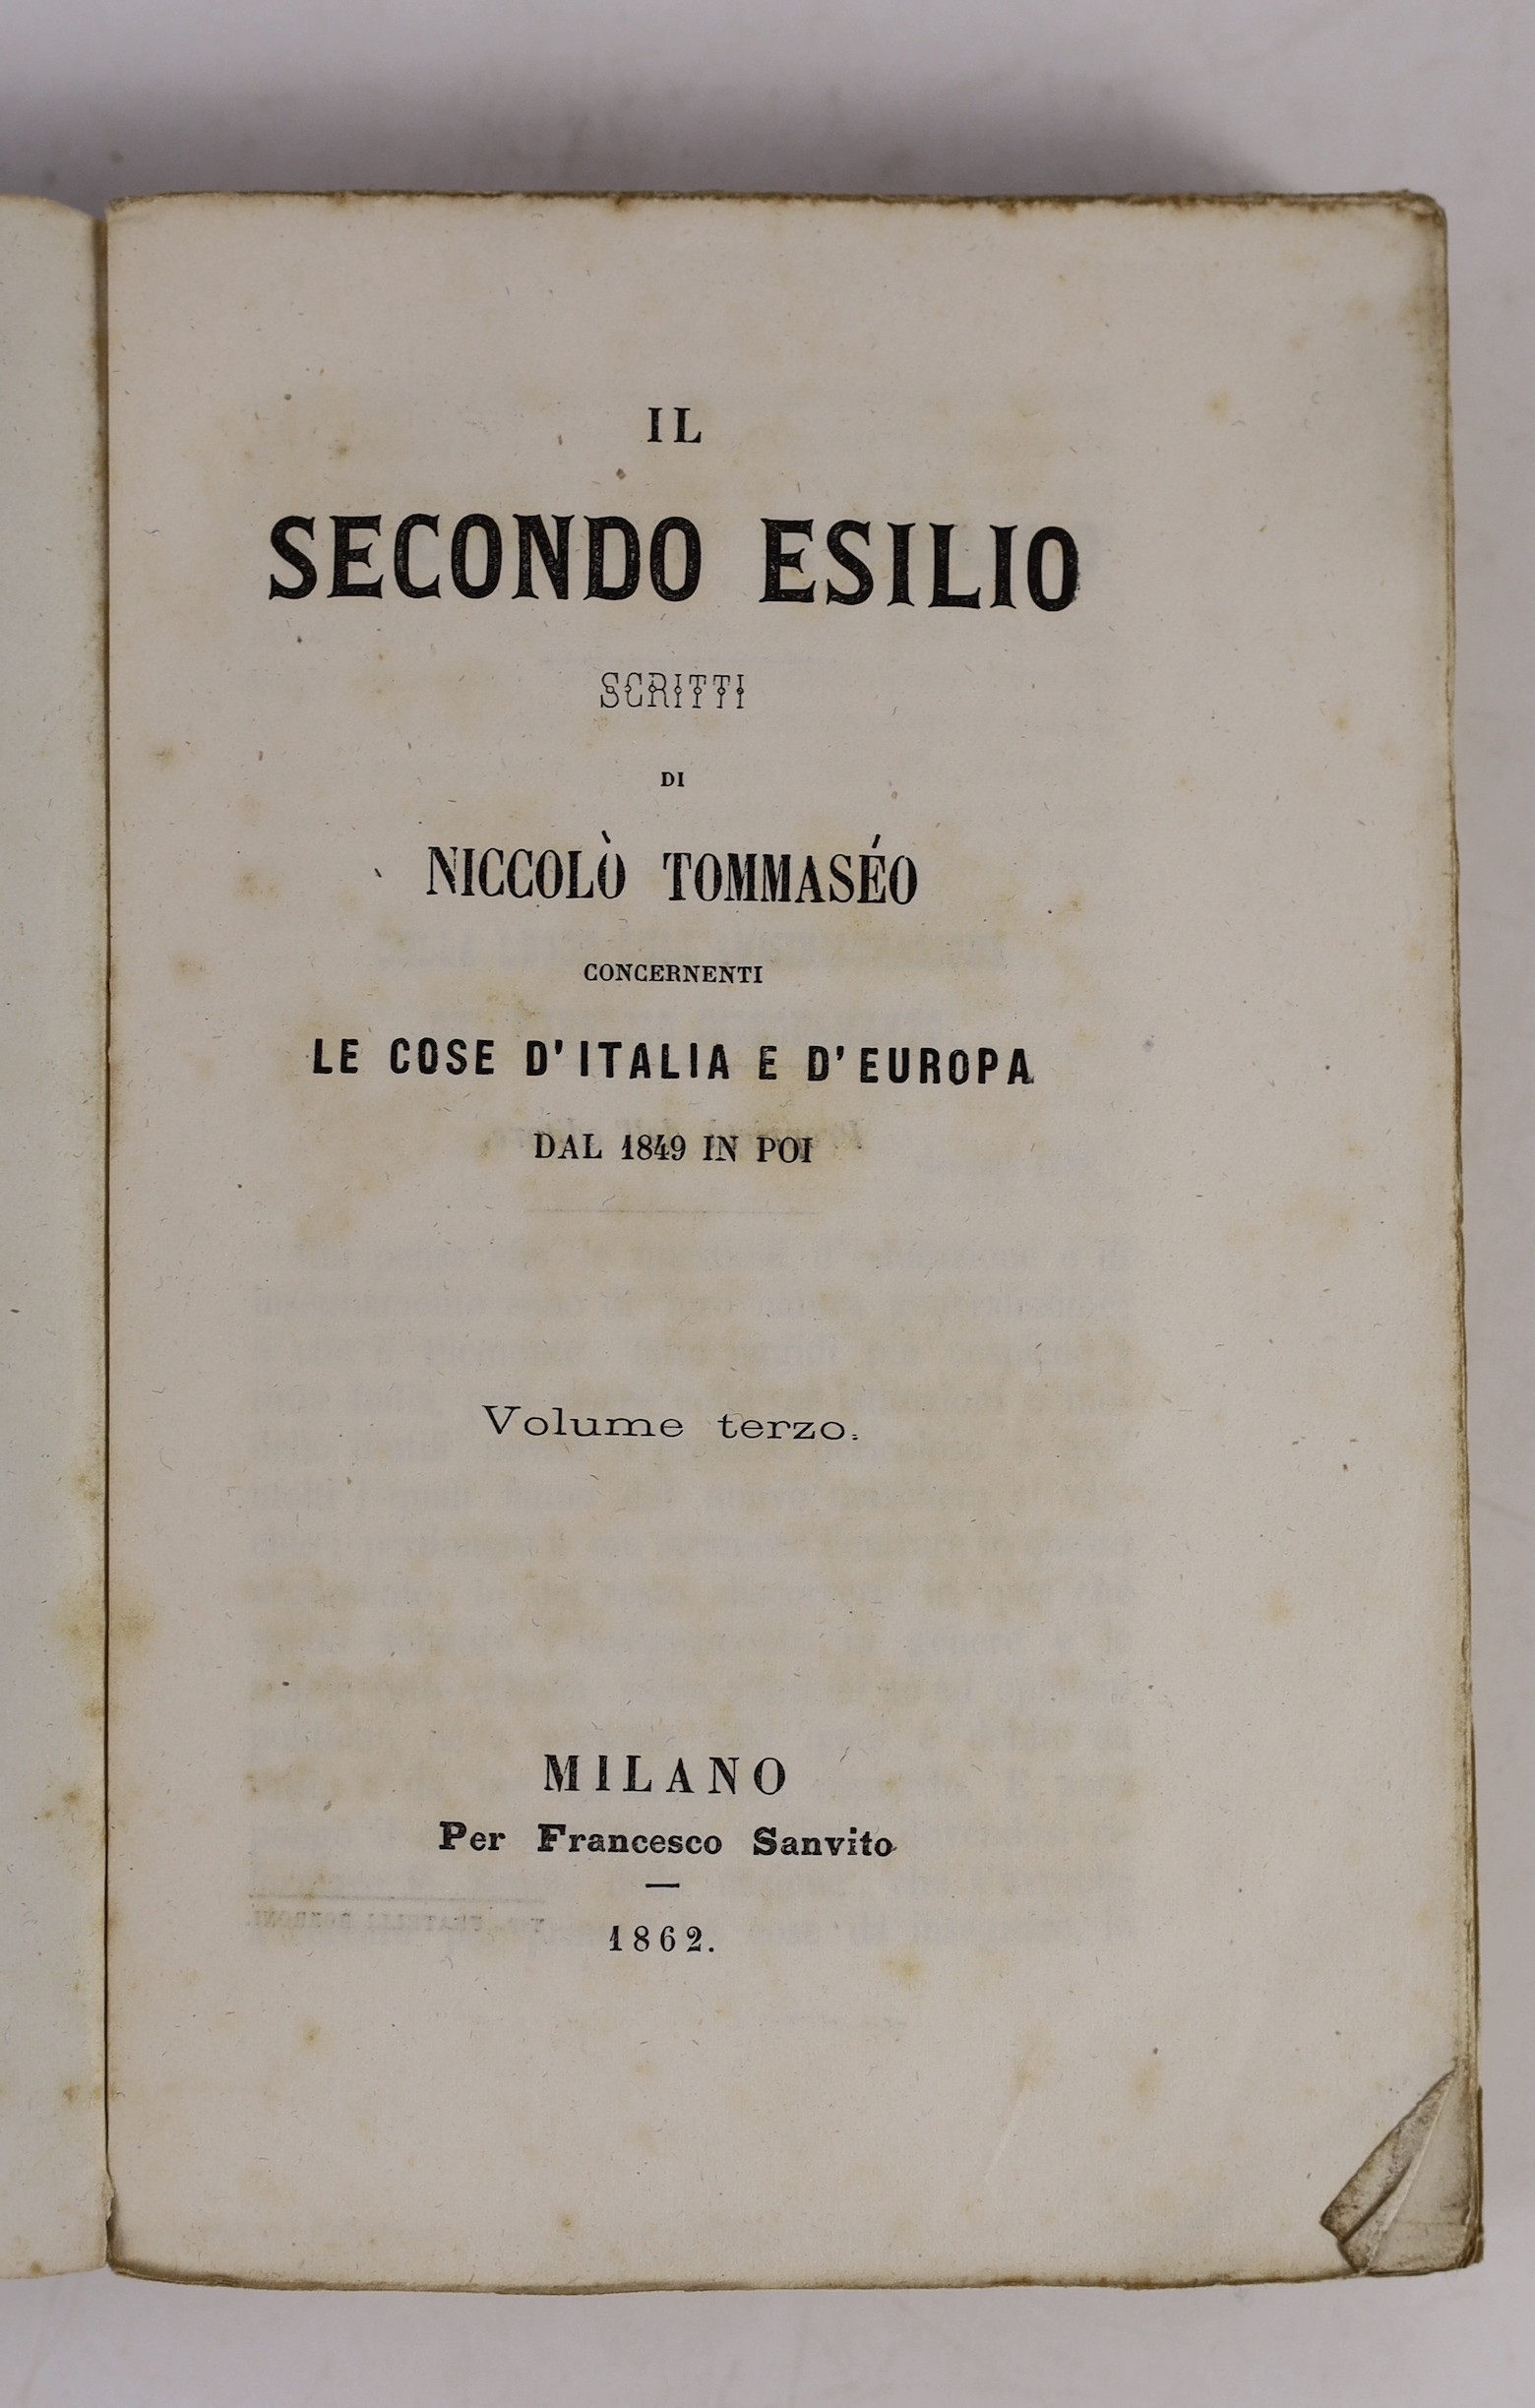 IL
SECONDO ESILIO
SCRITTI
DI
NICCOLÒ TOMMASÉO
CONCERNENTI
LE COSE D'ITALIA E D'EUROPA
DAL 1849 IN POI
Volume terzo.
MILANO
Per Francesco Sanvito
1862.